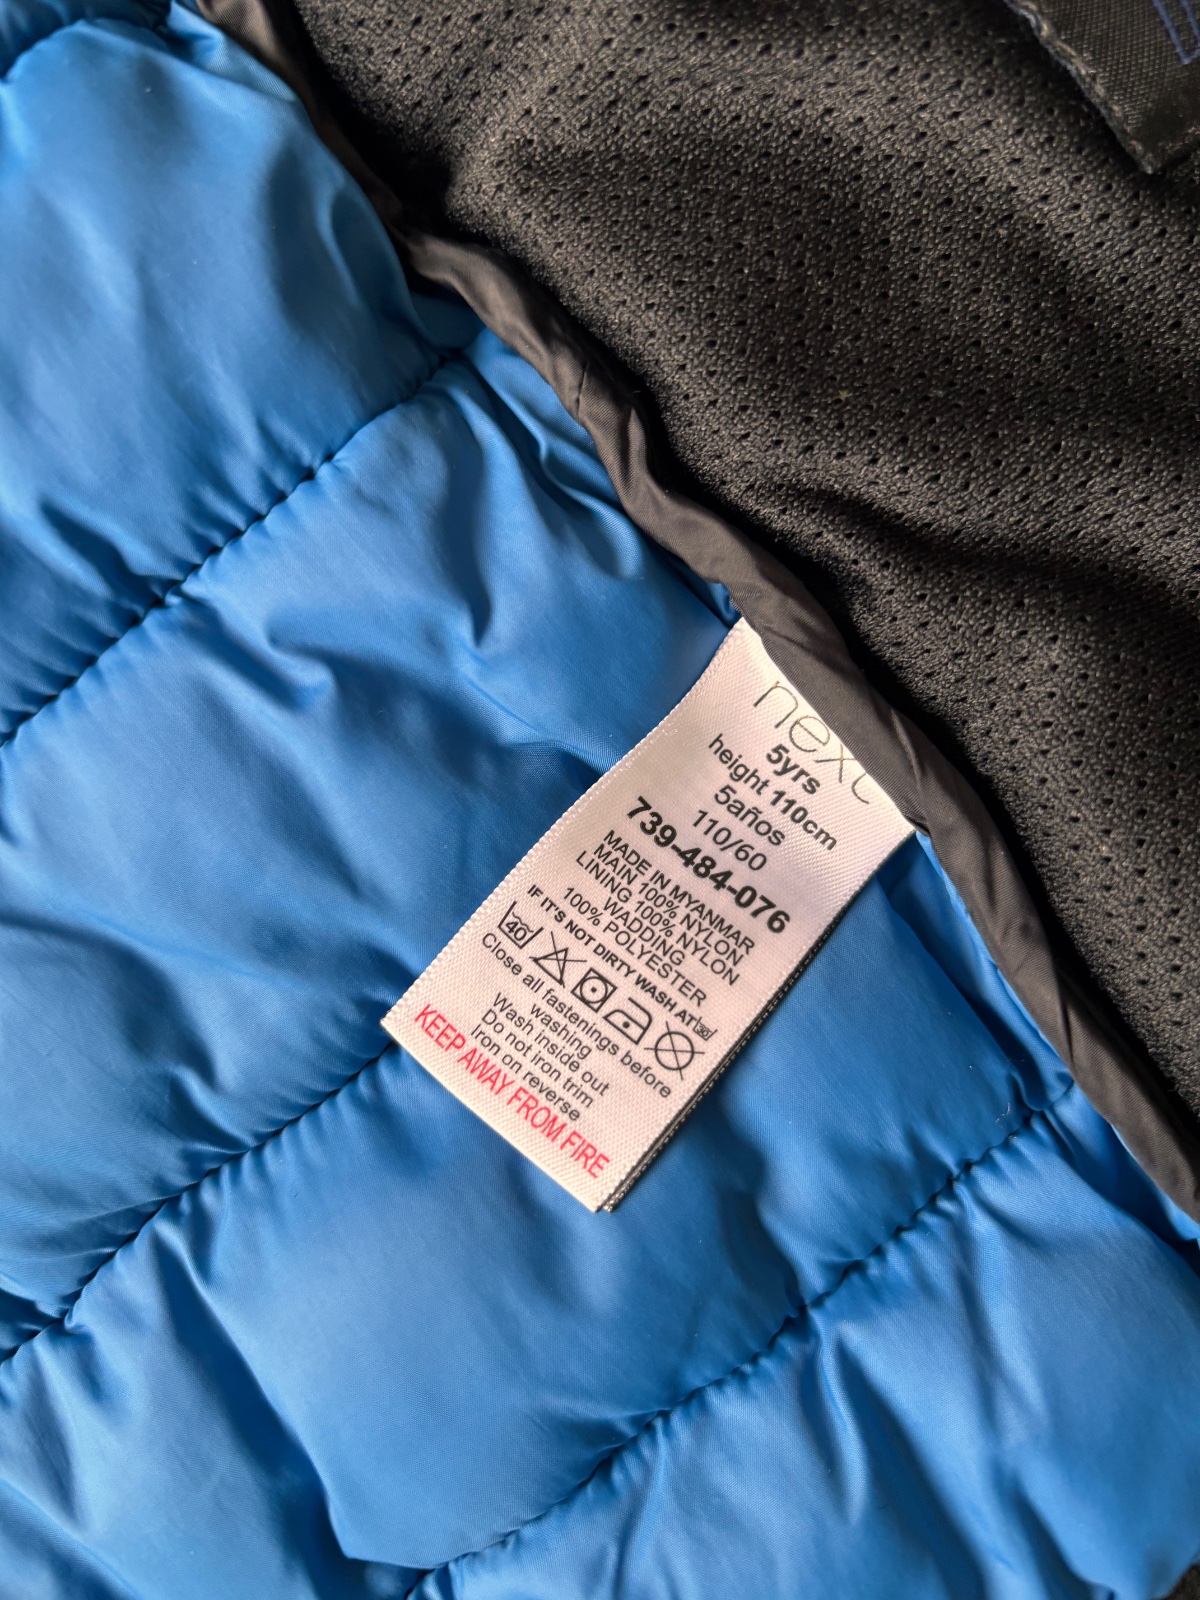 next
5yrs
height 110cm
5años
110/60
739-484-076
MADE IN MYANMAR
MAIN 100% NYLON
LINING 100% NYLON
WADDING
100% POLYESTER
IF IT'S NOT DIRTY WASH AT 30
40
Close all fastenings before
washing
Wash inside out
Do not iron trim
Iron on reverse
KEEP AWAY FROM FIRE